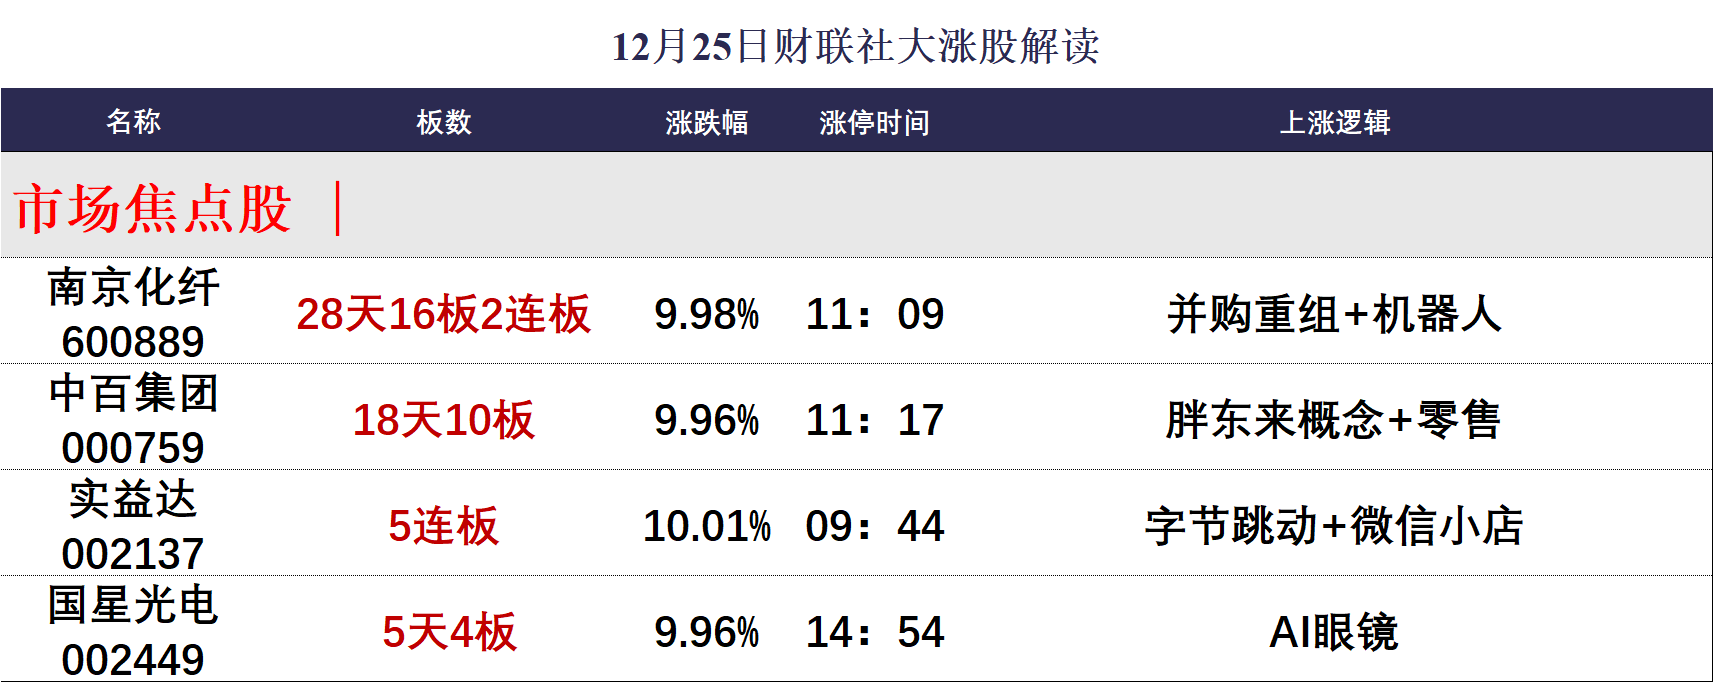 12月25日财联社大涨股解读
名称 板数 涨跌幅 涨停时间 上涨逻辑
市场焦点股 |
南京化纤
600889 28天16板2连板 9.98% 11：09 并购重组+机器人
中百集团
000759 18天10板 9.96% 11：17 胖东来概念+零售
实益达
002137 5连板 10.01% 09：44 字节跳动+微信小店
国星光电
002449 5天4板 9.96% 14：54 AI眼镜